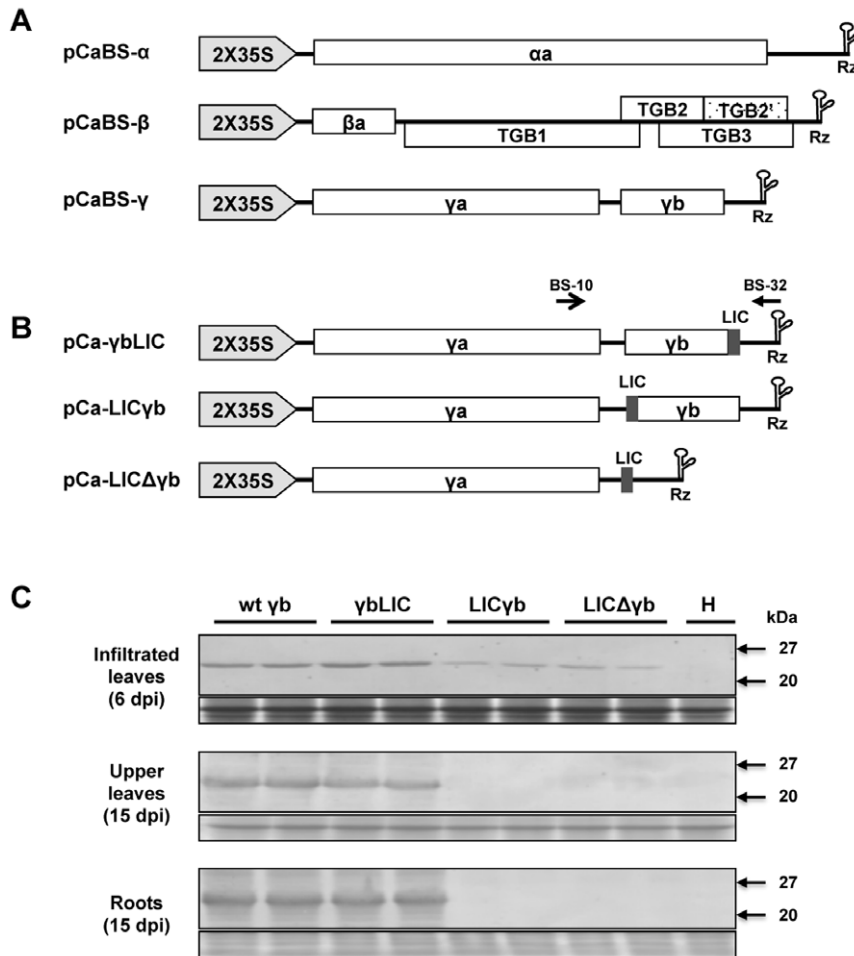 A
pCaBS-α 2X35S αa Rz
pCaBS-β 2X35S βa TGB1 TGB2 TGB2' TGB3 Rz
pCaBS-γ 2X35S γa γb Rz
BS-10 BS-32
B
pCa-γbLIC 2X35S γa γb LIC Rz
pCa-LICγb 2X35S γa LIC γb Rz
pCa-LICΔγb 2X35S γa LIC Rz
C
wt γb γbLIC LICγb LICΔγb H kDa
Infiltrated
leaves
(6 dpi)
27
20
Upper
leaves
(15 dpi)
27
20
Roots
(15 dpi)
27
20